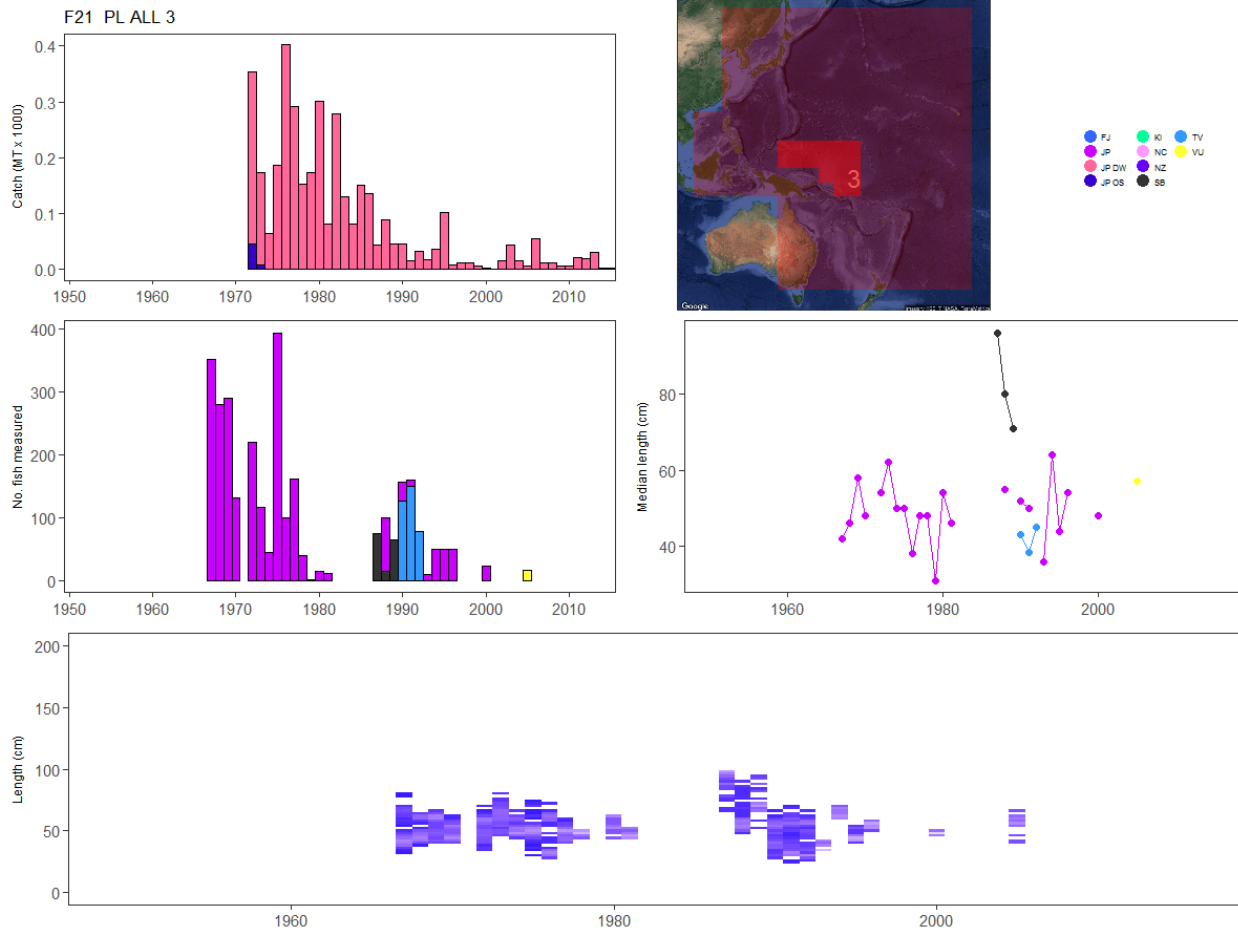 F21 PL ALL 3
Catch (MT x 1000)
0.4
0.3
0.2
0.1
0.0
1950 1960 1970 1980 1990 2000 2010
3
Google
FJ KI TV
JP NC VU
JP DW NZ
JP OS SB
No. fish measured
400
300
200
100
0
1950 1960 1970 1980 1990 2000 2010
Median length (cm)
80
60
40
1960 1980 2000
Length (cm)
200
150
100
50
0
1960 1980 2000